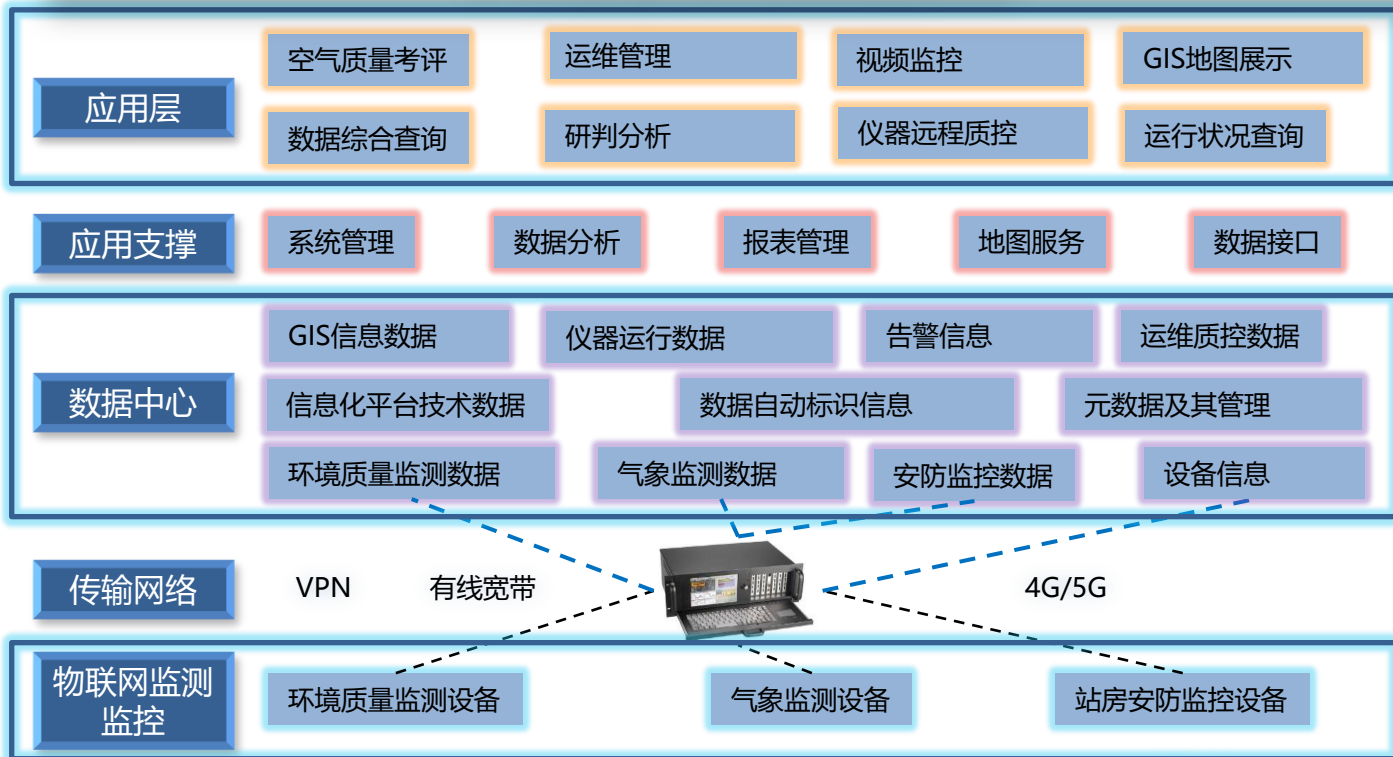 空气质量考评
运维管理
视频监控
GIS地图展示
应用层
数据综合查询
研判分析
仪器远程质控
运行状况查询
应用支撑
系统管理
数据分析
报表管理
地图服务
数据接口
GIS信息数据
仪器运行数据
告警信息
运维质控数据
数据中心
信息化平台技术数据
数据自动标识信息
元数据及其管理
环境质量监测数据
气象监测数据
安防监控数据
设备信息
传输网络
VPN
有线宽带
4G/5G
物联网监测
监控
环境质量监测设备
气象监测设备
站房安防监控设备